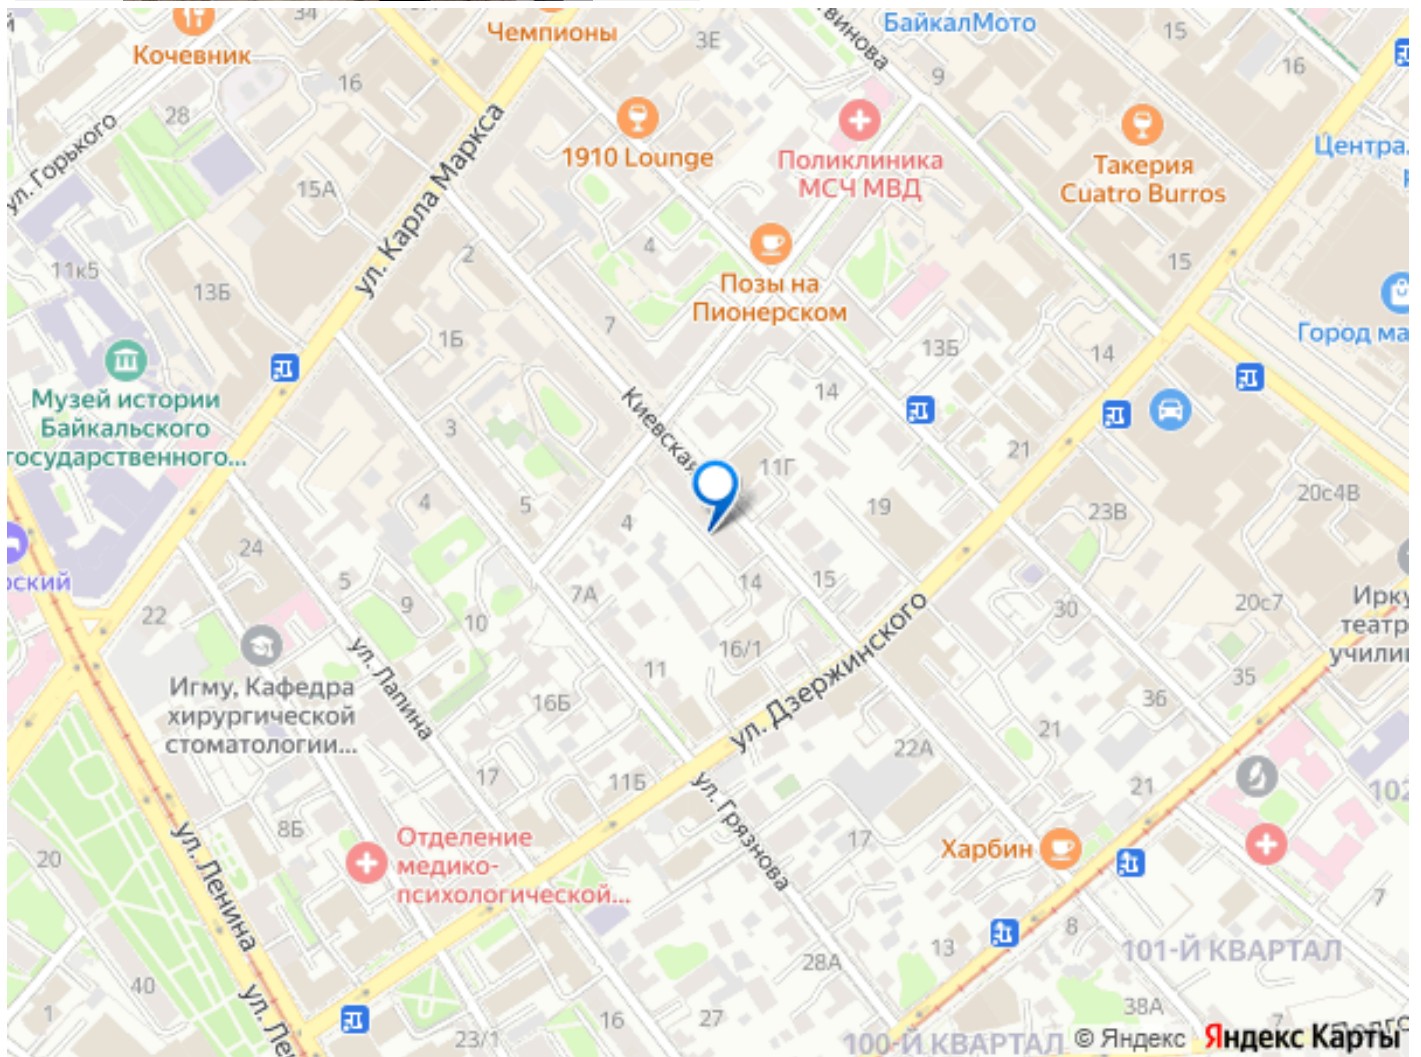 34
Кочевник
Чемпионы
3Е
БайкалМото
15
16
9
16
28
ул. Горького
ул. Карла Маркса
1910 Lounge
Поликлиника
МСЧ МВД
Такерия
Cuatro Burros
15А
2
4
11к5
13Б
Позы на
Пионерском
15
1Б
7
13Б
14
Город ма
Музей истории
Байкальского
государственного...
3
Киевская
14
21
11Г
20с4В
4
5
4
19
23В
24
5
9
10
7А
14
15
30
20с7
22
ул. Лапина
16/1
ул. Дзержинского
Игму, Кафедра
хирургической
стоматологии...
11
16Б
35
36
21
22А
17
11Б
ул. Грязнова
21
8Б
17
Харбин
20
ул. Ленина
Отделение
медико-
психологической...
7
8
13
101-Й КВАРТАЛ
28А
40
1
23/1
16
27
38А
7
100-Й КВАРТАЛ
© Яндекс
Яндекс Карты